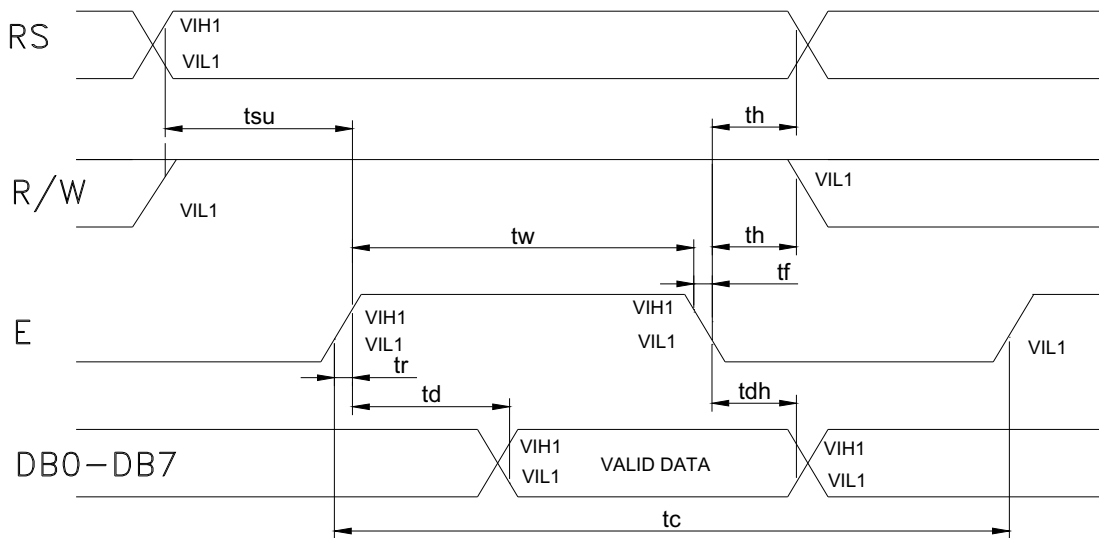 RS
VIH1
VIL1
tsu
th
R/W
VIL1
VIL1
tw
th
tf
E
VIH1
VIL1
VIH1
VIL1
VIL1
tr
td
tdh
DB0-DB7
VIH1
VIL1
VALID DATA
VIH1
VIL1
tc